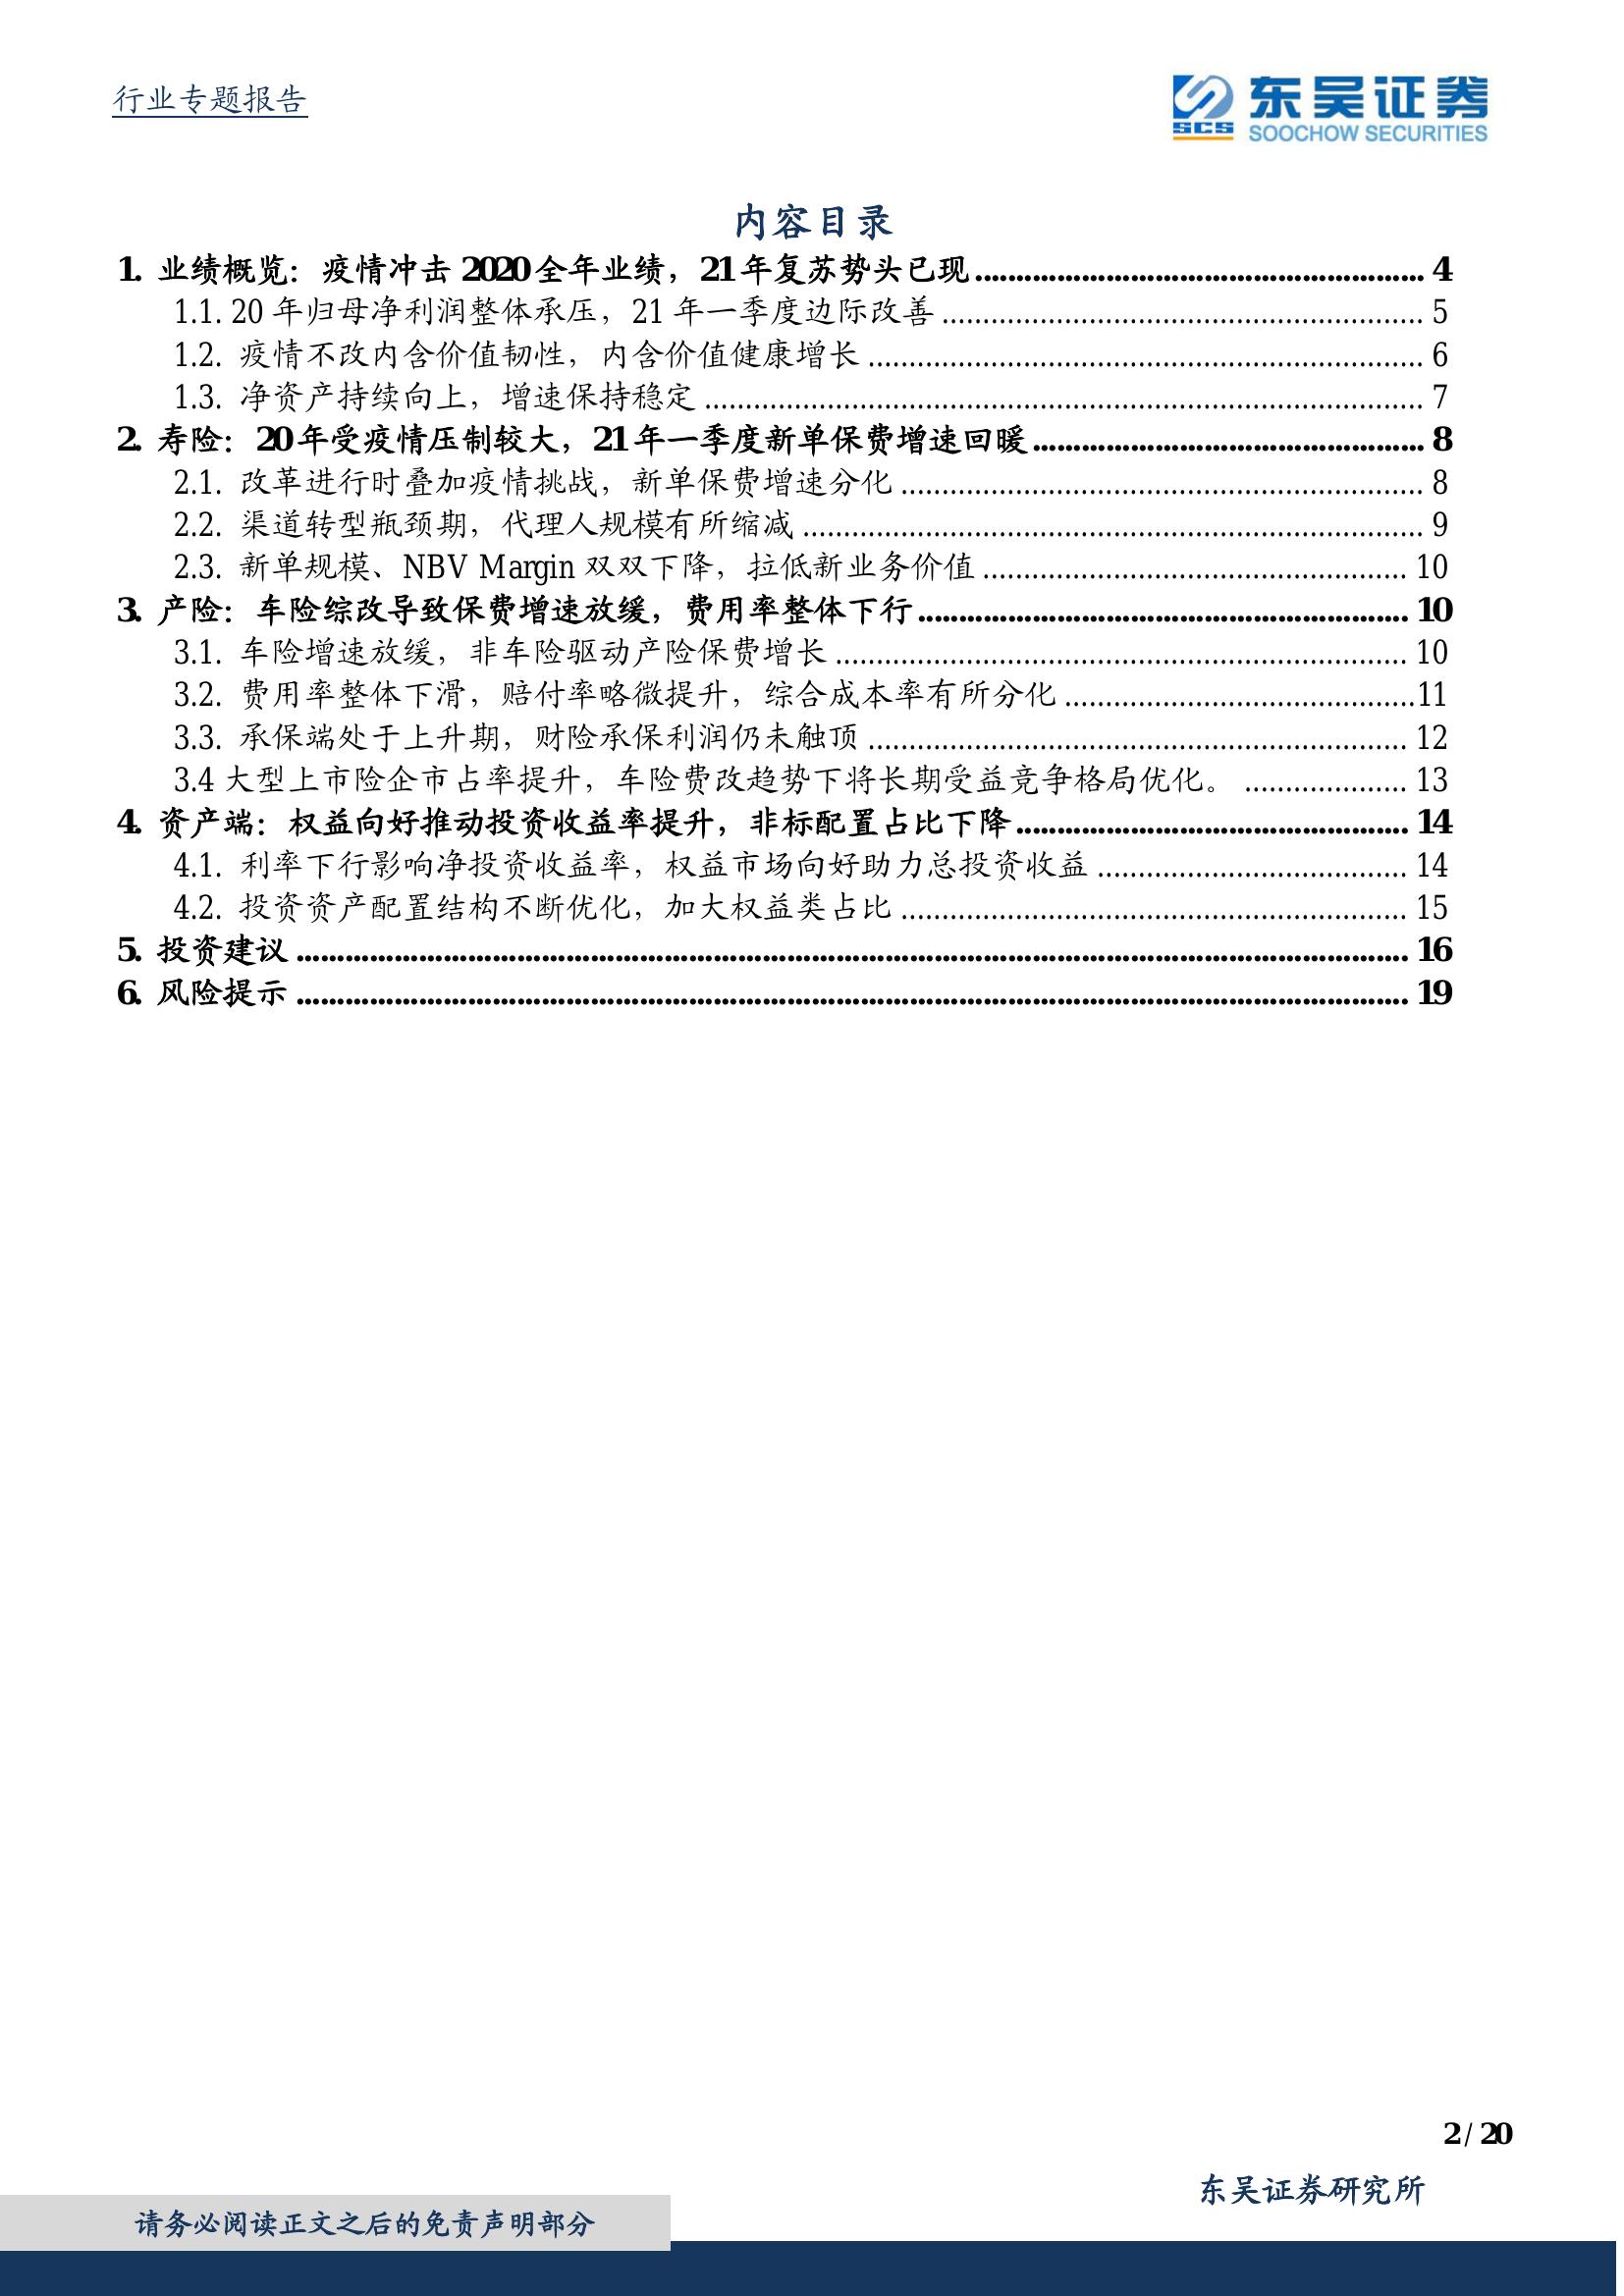 行业专题报告
东吴证券
SCS
SOOCHOW SECURITIES
内容目录
1. 业绩概览：疫情冲击 2020 全年业绩，21 年复苏势头已现 ........................................................ 4
1.1. 20 年归母净利润整体承压，21 年一季度边际改善 ............................................................ 5
1.2. 疫情不改内含价值韧性，内含价值健康增长 ..................................................................... 6
1.3. 净资产持续向上，增速保持稳定 ......................................................................................... 7
2. 寿险：20 年受疫情压制较大，21 年一季度新单保费增速回暖 ................................................ 8
2.1. 改革进行时叠加疫情挑战，新单保费增速分化 ................................................................. 8
2.2. 渠道转型瓶颈期，代理人规模有所缩减 ............................................................................. 9
2.3. 新单规模、NBV Margin 双双下降，拉低新业务价值 ..................................................... 10
3. 产险：车险综改导致保费增速放缓，费用率整体下行 ............................................................. 10
3.1. 车险增速放缓，非车险驱动产险保费增长 ....................................................................... 10
3.2. 费用率整体下滑，赔付率略微提升，综合成本率有所分化 ............................................11
3.3. 承保端处于上升期，财险承保利润仍未触顶 ................................................................... 12
3.4 大型上市险企市占率提升，车险费改趋势下将长期受益竞争格局优化。 .................... 13
4. 资产端：权益向好推动投资收益率提升，非标配置占比下降 ................................................. 14
4.1. 利率下行影响净投资收益率，权益市场向好助力总投资收益 ....................................... 14
4.2. 投资资产配置结构不断优化，加大权益类占比 ............................................................... 15
5. 投资建议 ......................................................................................................................................... 16
6. 风险提示 ......................................................................................................................................... 19
2 / 20
东吴证券研究所
请务必阅读正文之后的免责声明部分